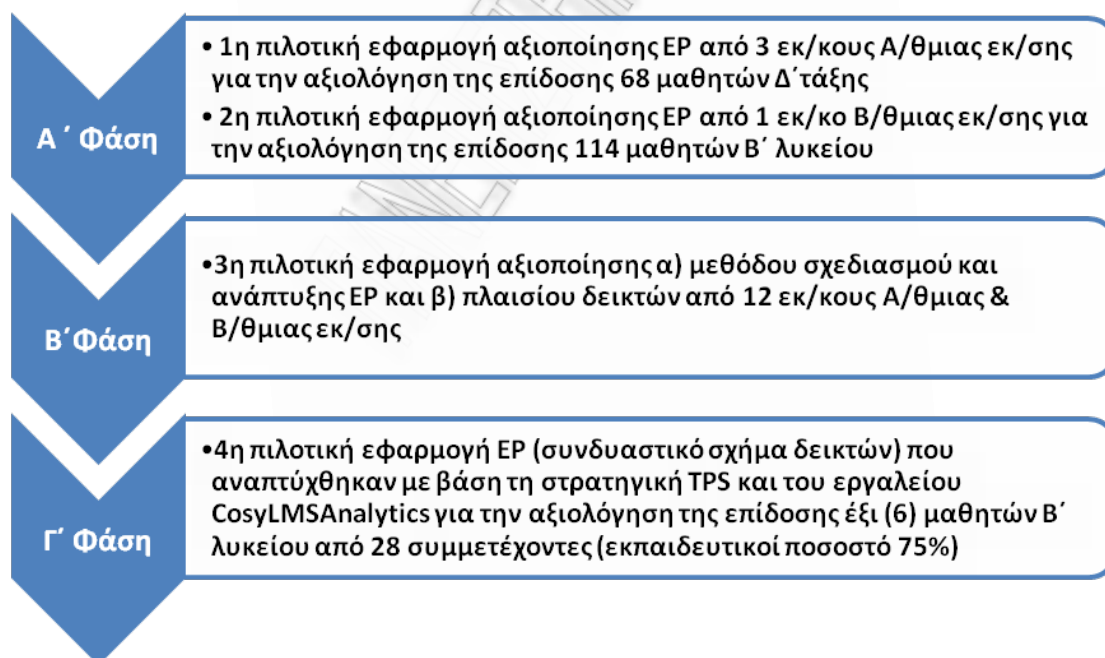 Α΄ Φάση
• 1η πιλοτική εφαρμογή αξιοποίησης ΕΡ από 3 εκ/κους Α/θμιας εκ/σης
για την αξιολόγηση της επίδοσης 68 μαθητών Δ΄τάξης
• 2η πιλοτική εφαρμογή αξιοποίησης ΕΡ από 1 εκ/κο Β/θμιας εκ/σης για
την αξιολόγηση της επίδοσης 114 μαθητών Β΄ λυκείου
Β΄Φάση
•3η πιλοτική εφαρμογή αξιοποίησης α) μεθόδου σχεδιασμού και
ανάπτυξης ΕΡ και β) πλαισίου δεικτών από 12 εκ/κους Α/θμιας &
Β/θμιας εκ/σης
Γ΄ Φάση
•4η πιλοτική εφαρμογή ΕΡ (συνδυαστικό σχήμα δεικτών) που
αναπτύχθηκαν με βάση τη στρατηγική TPS και του εργαλείου
CosyLMSAnalytics για την αξιολόγηση της επίδοσης έξι (6) μαθητών Β΄
λυκείου από 28 συμμετέχοντες (εκπαιδευτικοί ποσοστό 75%)